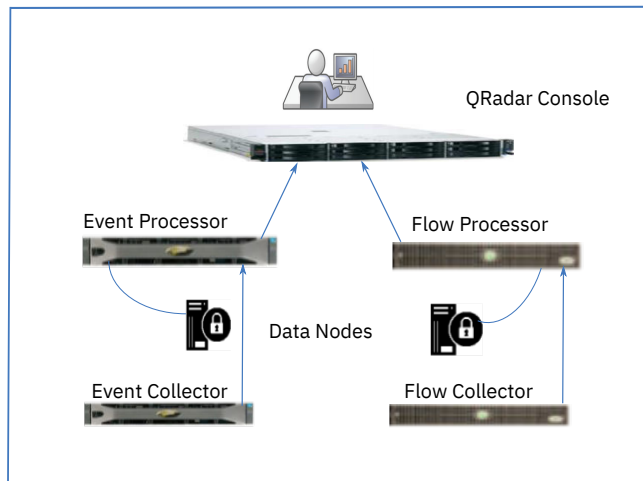 QRadar Console
Event Processor
Flow Processor
Data Nodes
Event Collector
Flow Collector